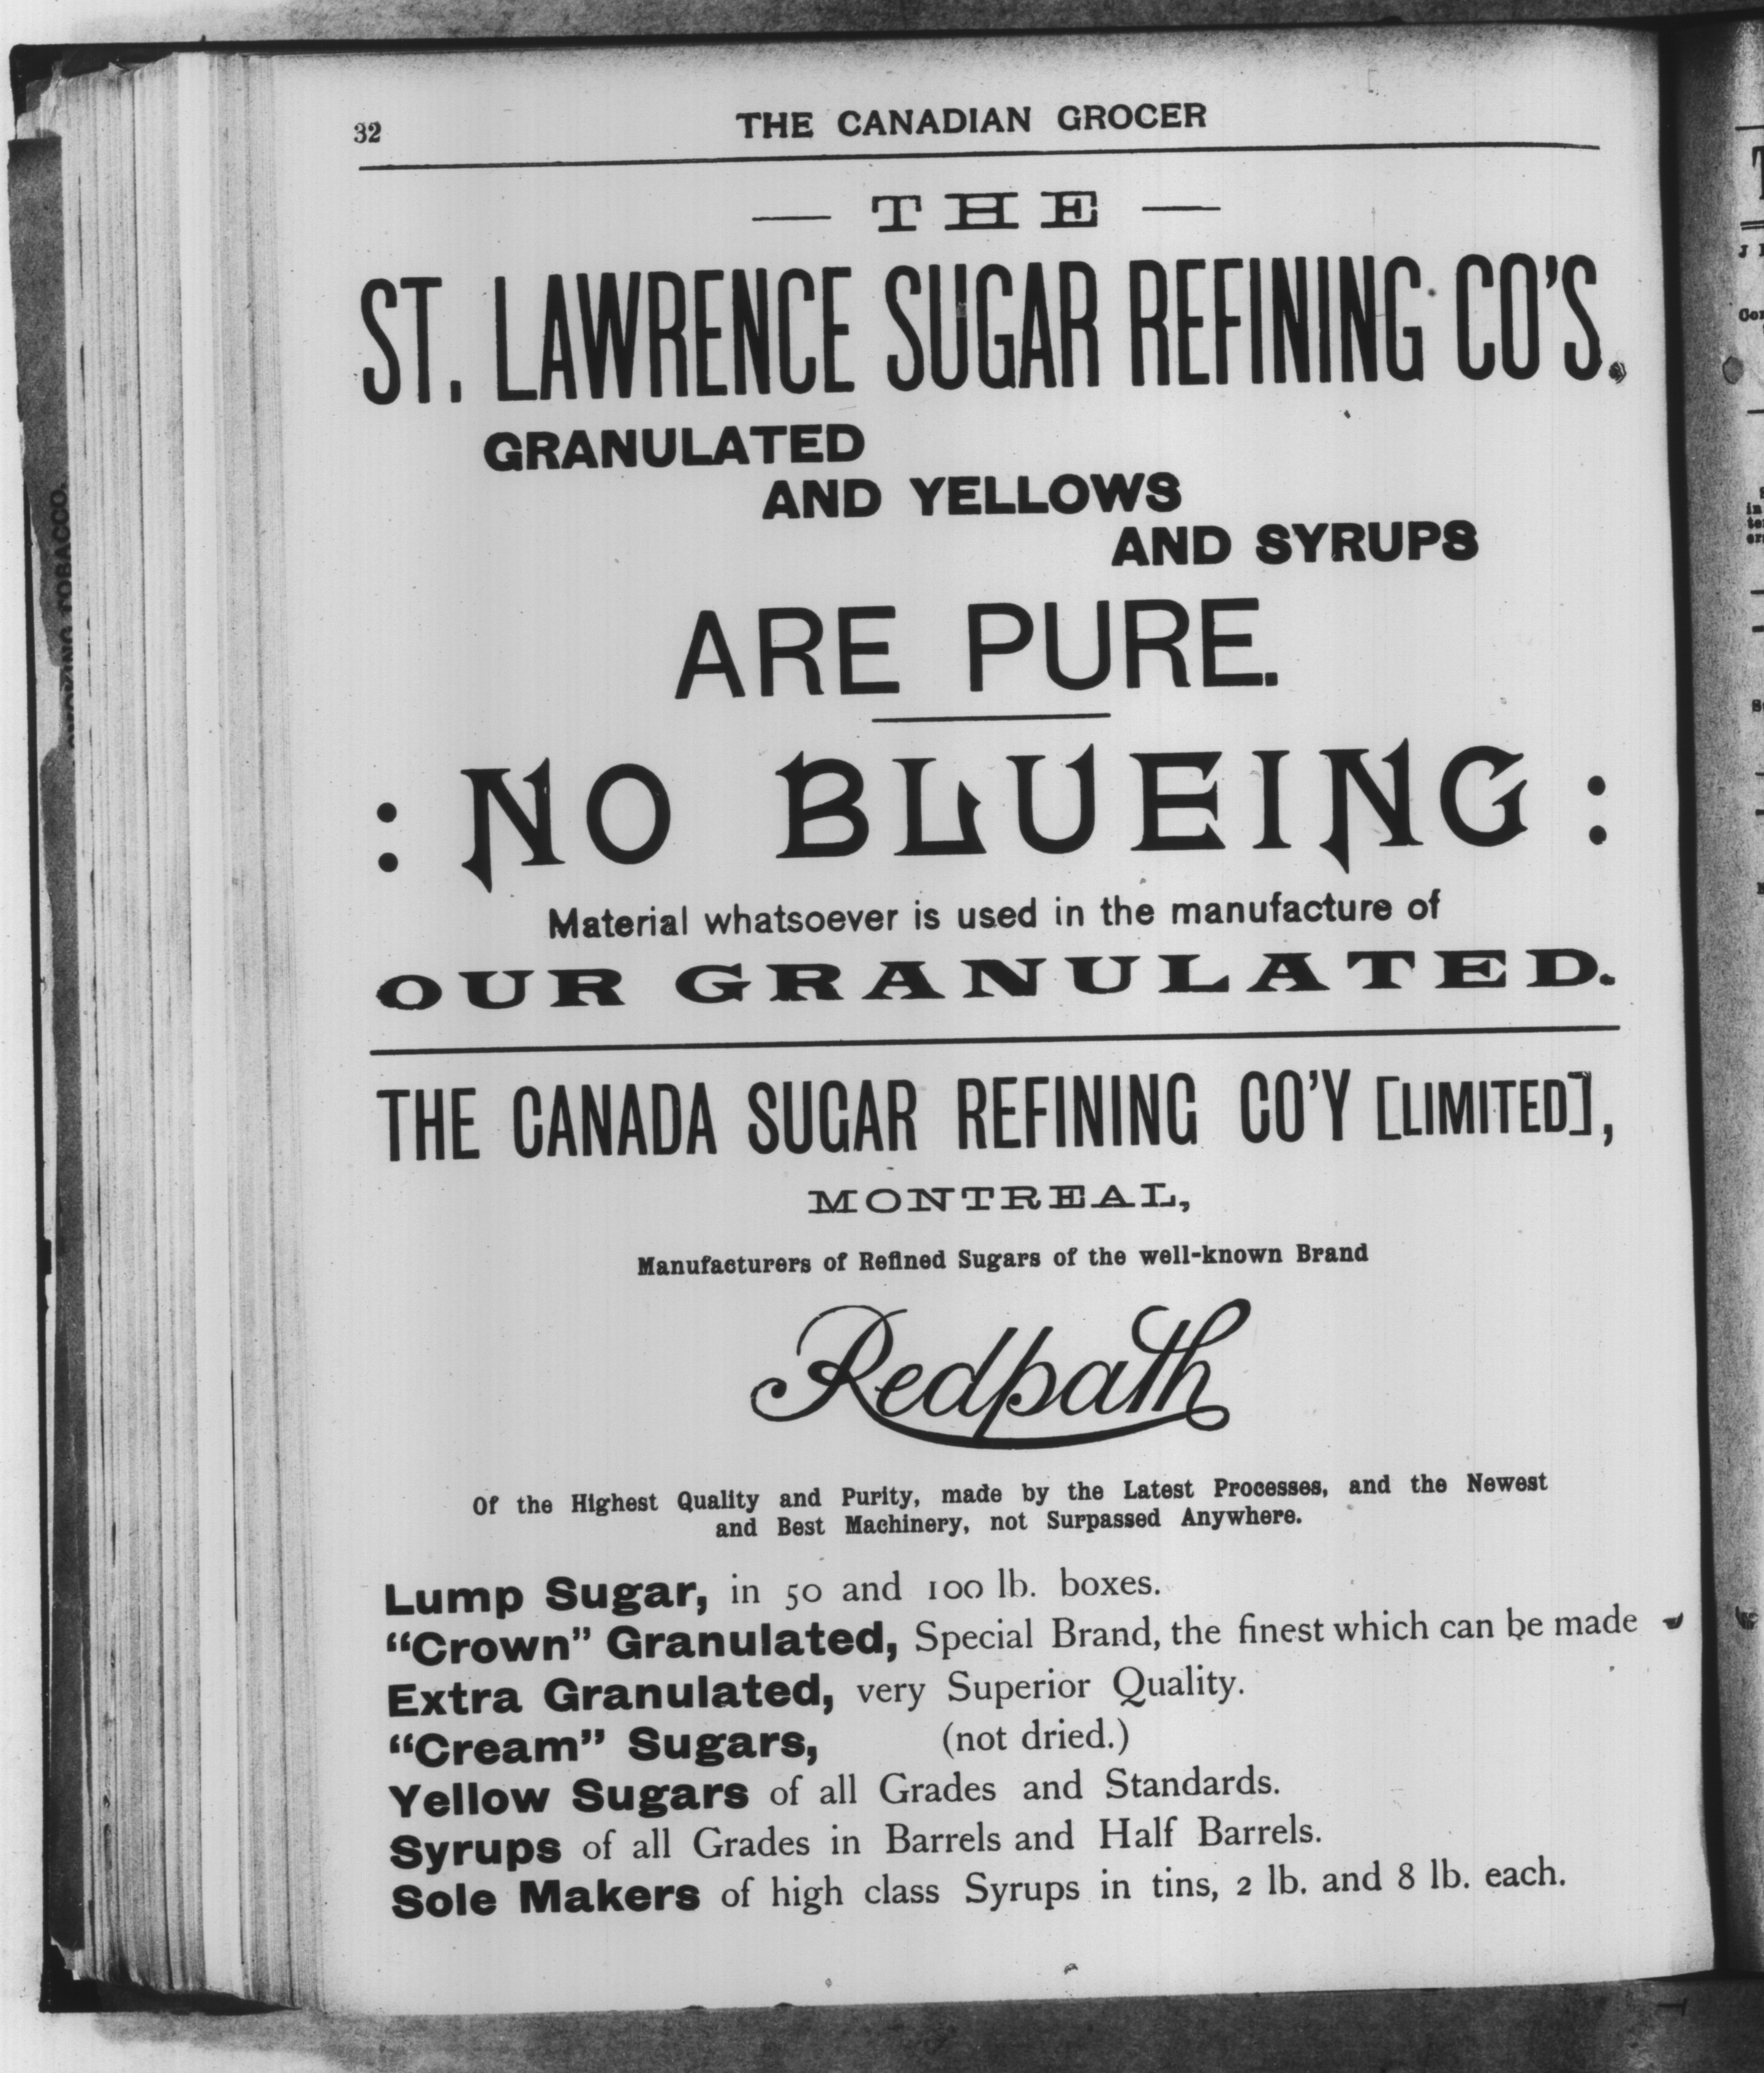 32
THE CANADIAN GROCER
— THE —
ST. LAWRENCE SUGAR REFINING CO'S.
GRANULATED
AND YELLOWS
AND SYRUPS
ARE PURE.
: NO BLUEING :
Material whatsoever is used in the manufacture of
OUR GRANULATED.
THE CANADA SUGAR REFINING CO'Y [LIMITED],
MONTREAL,
Manufacturers of Refined Sugars of the well-known Brand
Redpath
Of the Highest Quality and Purity, made by the Latest Processes, and the Newest
and Best Machinery, not Surpassed Anywhere.
Lump Sugar, in 50 and 100 lb. boxes.
"Crown" Granulated, Special Brand, the finest which can be made
Extra Granulated, very Superior Quality.
"Cream" Sugars, (not dried.)
Yellow Sugars of all Grades and Standards.
Syrups of all Grades in Barrels and Half Barrels.
Sole Makers of high class Syrups in tins, 2 lb. and 8 lb. each.
SMOKING TOBACCO.